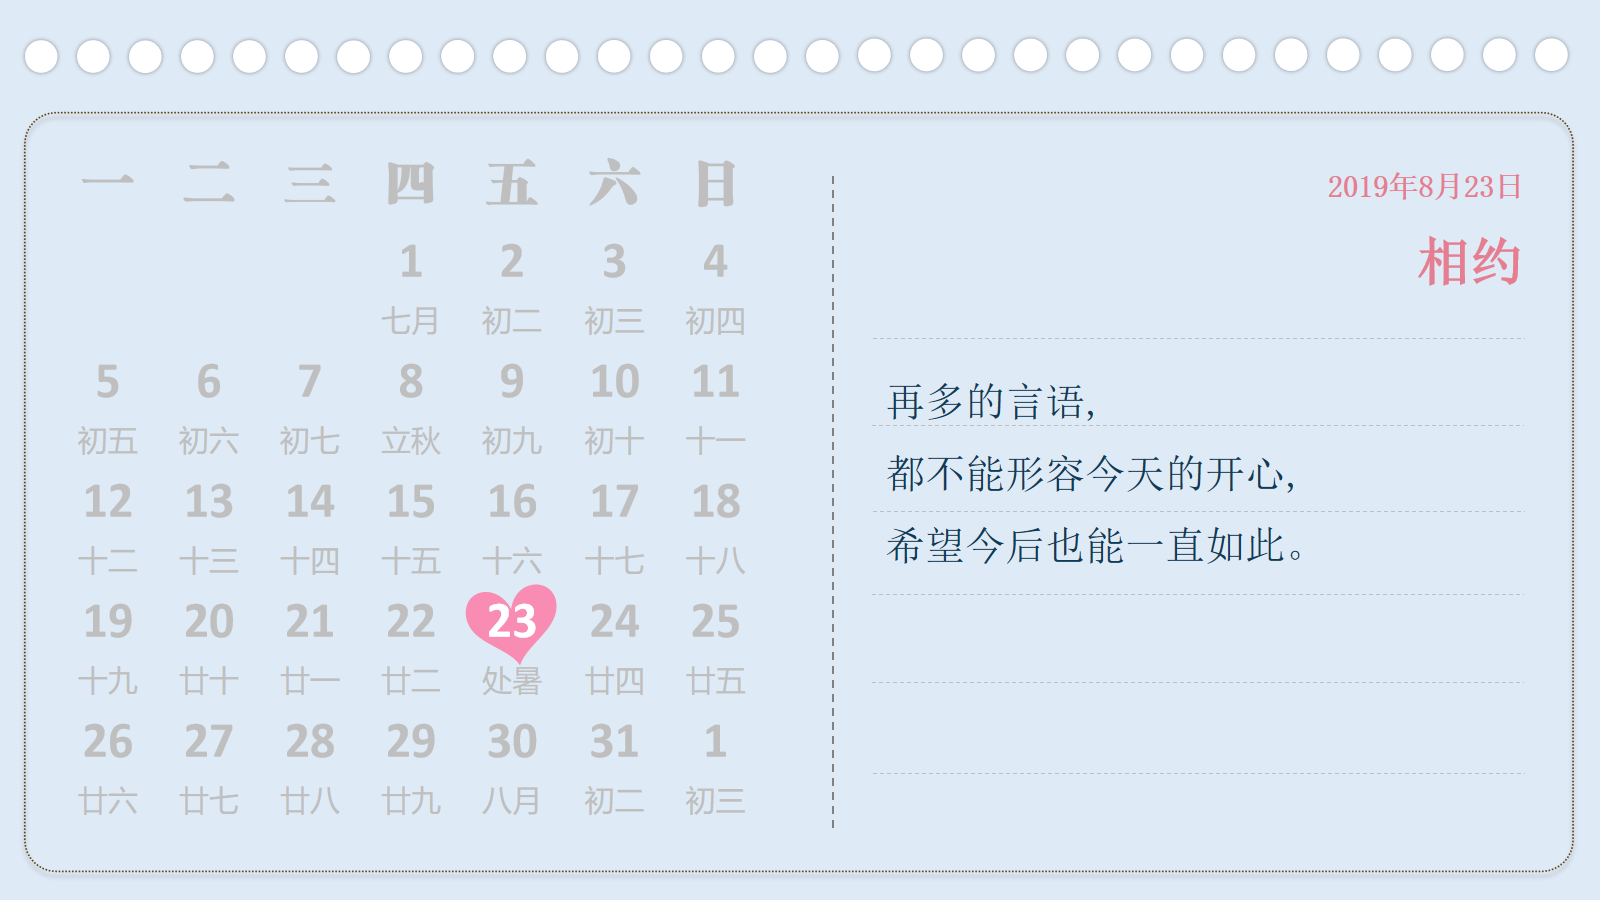 一 二 三 四 五 六 日
1 2 3 4
七月 初二 初三 初四
5 6 7 8 9 10 11
初五 初六 初七 立秋 初九 初十 十一
12 13 14 15 16 17 18
十二 十三 十四 十五 十六 十七 十八
19 20 21 22 23 24 25
十九 廿十 廿一 廿二 处暑 廿四 廿五
26 27 28 29 30 31 1
廿六 廿七 廿八 廿九 八月 初二 初三
2019年8月23日
相约
再多的言语,
都不能形容今天的开心,
希望今后也能一直如此。